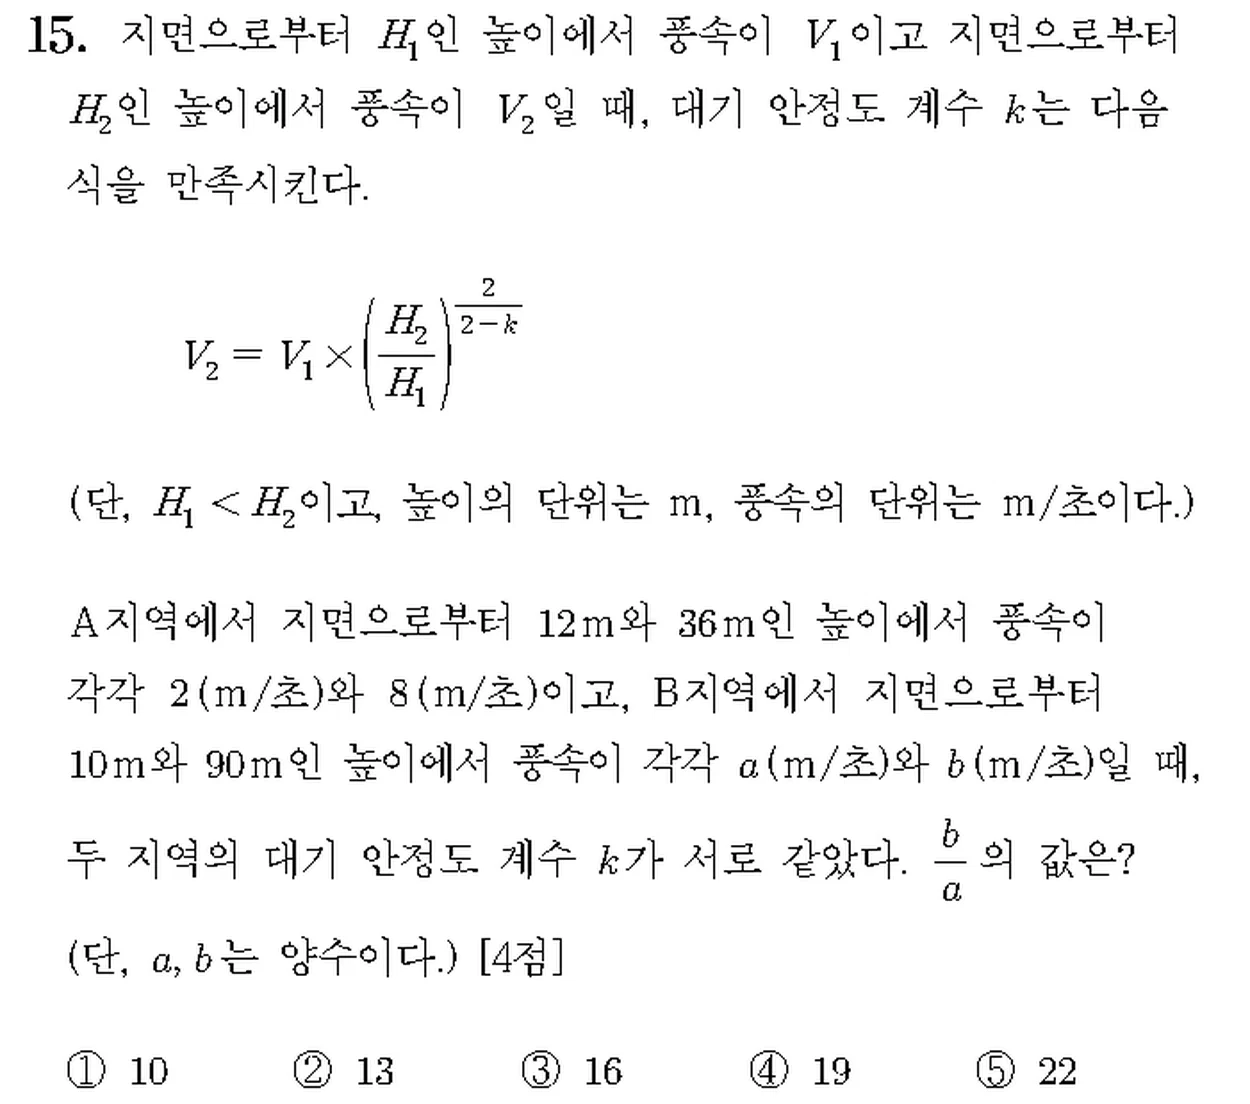 15. 지면으로부터 H₁인 높이에서 풍속이 V₁이고 지면으로부터
H₂인 높이에서 풍속이 V₂일 때, 대기 안정도 계수 k는 다음
식을 만족시킨다.
V₂ = V₁ × (H₂/H₁)^(2/(2−k))
(단, H₁ < H₂이고, 높이의 단위는 m, 풍속의 단위는 m/초이다.)
A지역에서 지면으로부터 12m와 36m인 높이에서 풍속이
각각 2(m/초)와 8(m/초)이고, B지역에서 지면으로부터
10m와 90m인 높이에서 풍속이 각각 a(m/초)와 b(m/초)일 때,
두 지역의 대기 안정도 계수 k가 서로 같았다. b/a의 값은?
(단, a, b는 양수이다.) [4점]
① 10 ② 13 ③ 16 ④ 19 ⑤ 22